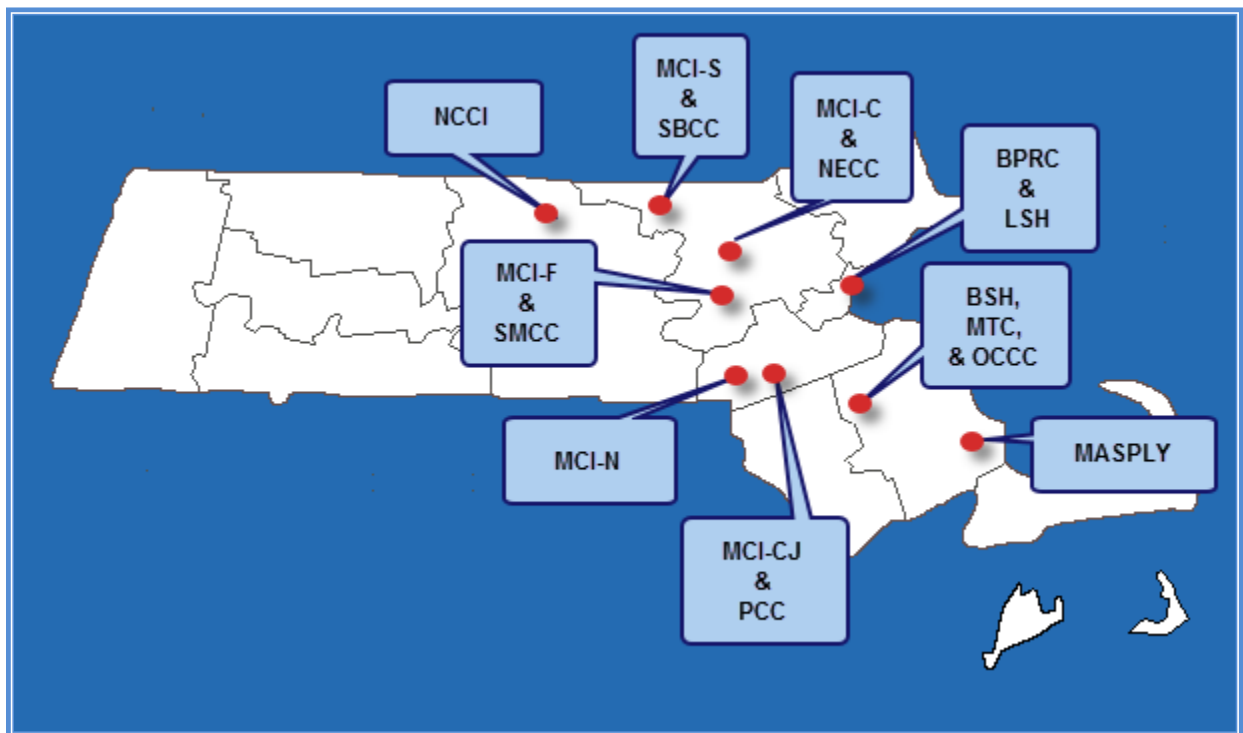 NCCI
MCI-S
&
SBCC
MCI-C
&
NECC
BPRC
&
LSH
MCI-F
&
SMCC
BSH,
MTC,
& OCCC
MCI-N
MASPLY
MCI-CJ
&
PCC